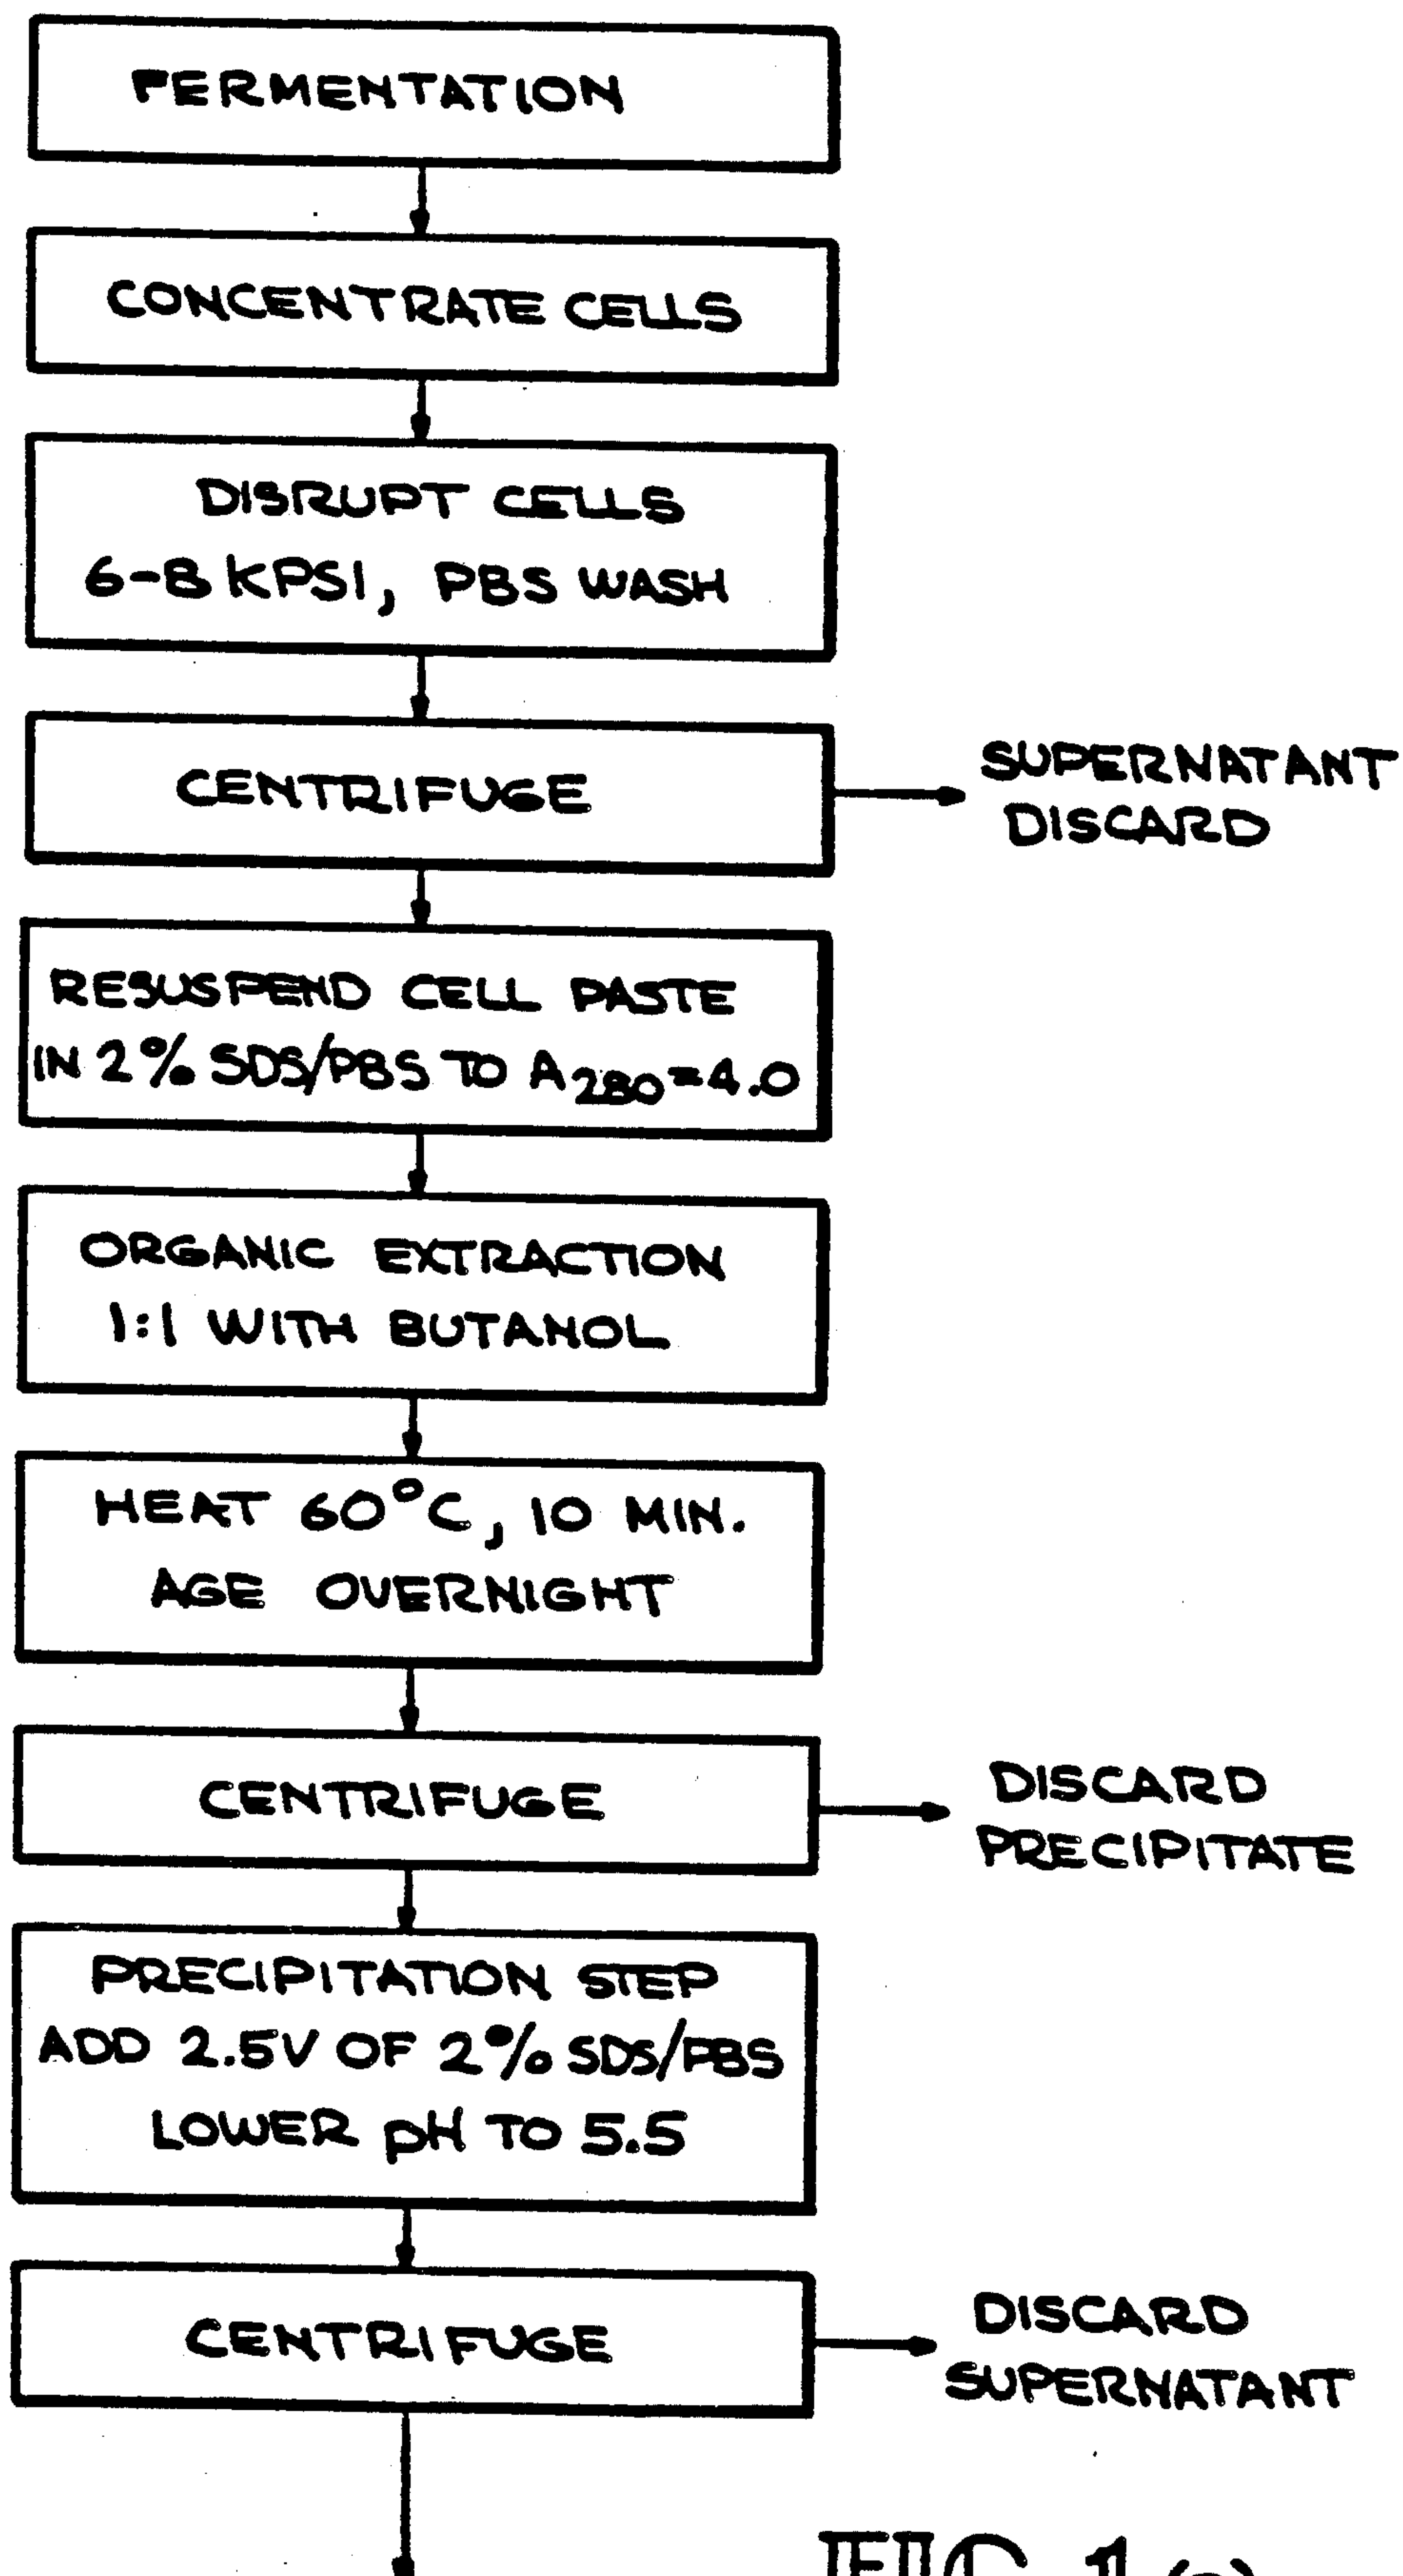 FERMENTATION
CONCENTRATE CELLS
DISRUPT CELLS
6-8 KPSI, PBS WASH
CENTRIFUGE
SUPERNATANT
DISCARD
RESUSPEND CELL PASTE
IN 2% SDS/PBS TO A280=4.0
ORGANIC EXTRACTION
1:1 WITH BUTANOL
HEAT 60°C, 10 MIN.
AGE OVERNIGHT
CENTRIFUGE
DISCARD
PRECIPITATE
PRECIPITATION STEP
ADD 2.5V OF 2% SDS/PBS
LOWER pH TO 5.5
CENTRIFUGE
DISCARD
SUPERNATANT